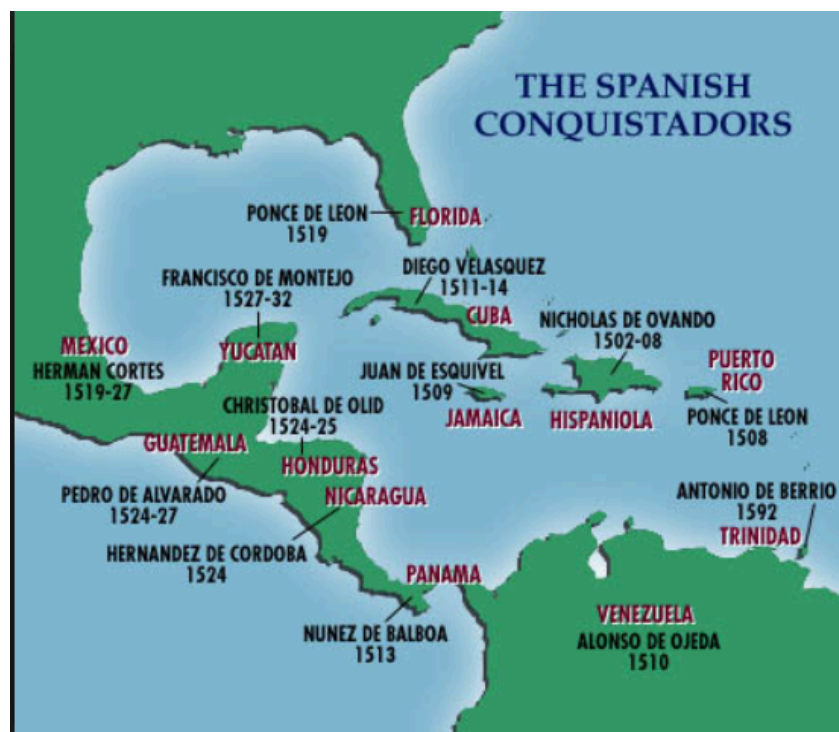 THE SPANISH
CONQUISTADORS
PONCE DE LEON
1519
FLORIDA
FRANCISCO DE MONTEJO
1527-32
DIEGO VELASQUEZ
1511-14
CUBA
NICHOLAS DE OVANDO
1502-08
MEXICO
HERMAN CORTES
1519-27
YUCATAN
JUAN DE ESQUIVEL
1509
JAMAICA
HISPANIOLA
PUERTO
RICO
PONCE DE LEON
1508
CHRISTOBAL DE OLID
1524-25
GUATEMALA
HONDURAS
PEDRO DE ALVARADO
1524-27
NICARAGUA
ANTONIO DE BERRIO
1592
TRINIDAD
HERNANDEZ DE CORDOBA
1524
PANAMA
NUNEZ DE BALBOA
1513
VENEZUELA
ALONSO DE OJEDA
1510